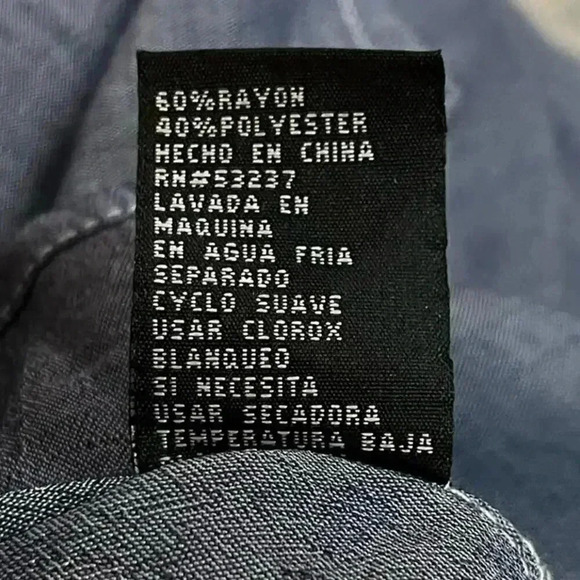 60%RAYON
40%POLYESTER
HECHO EN CHINA
RN#53237
LAVADA EN
MAQUINA
EN AGUA FRIA
SEPARADO
CYCLO SUAVE
USAR CLOROX
BLANQUEO
SI NECESITA
USAR SECADORA
TEMPERATURA BAJA